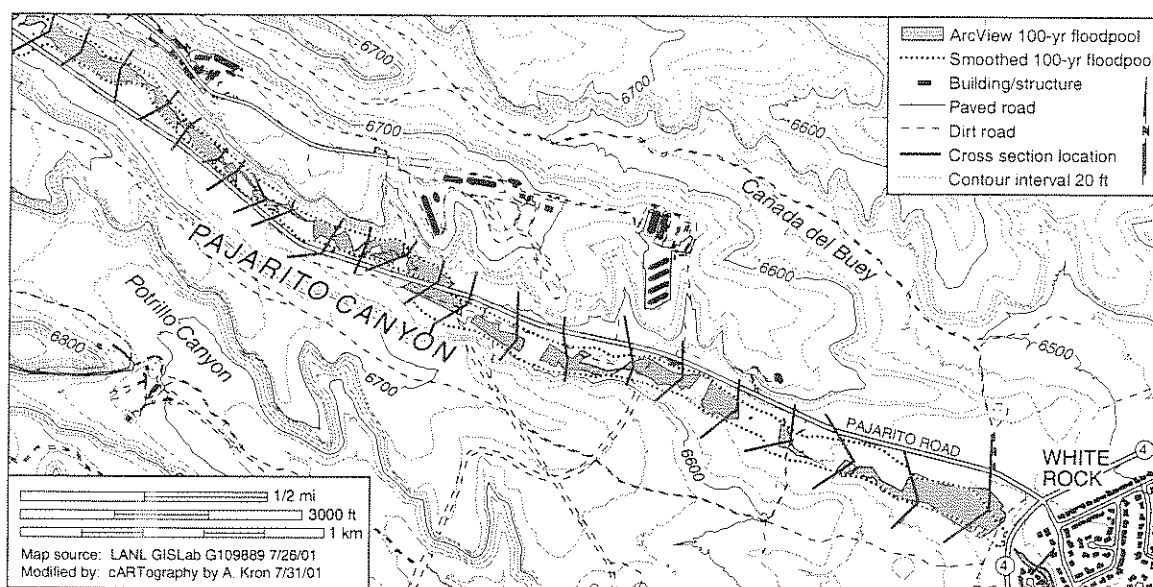 ArcView 100-yr floodpool
Smoothed 100-yr floodpool
Building/structure
Paved road
Dirt road
Cross section location
Contour interval 20 ft
6700
6700
6700
6600
Cañada del Buey
6600
PAJARITO CANYON
Potrillo Canyon
6800
6700
6500
6600
PAJARITO ROAD
WHITE
ROCK
4
4
1/2 mi
3000 ft
1 km
Map source: LANL GISLab G109889 7/26/01
Modified by: cARTography by A. Kron 7/31/01